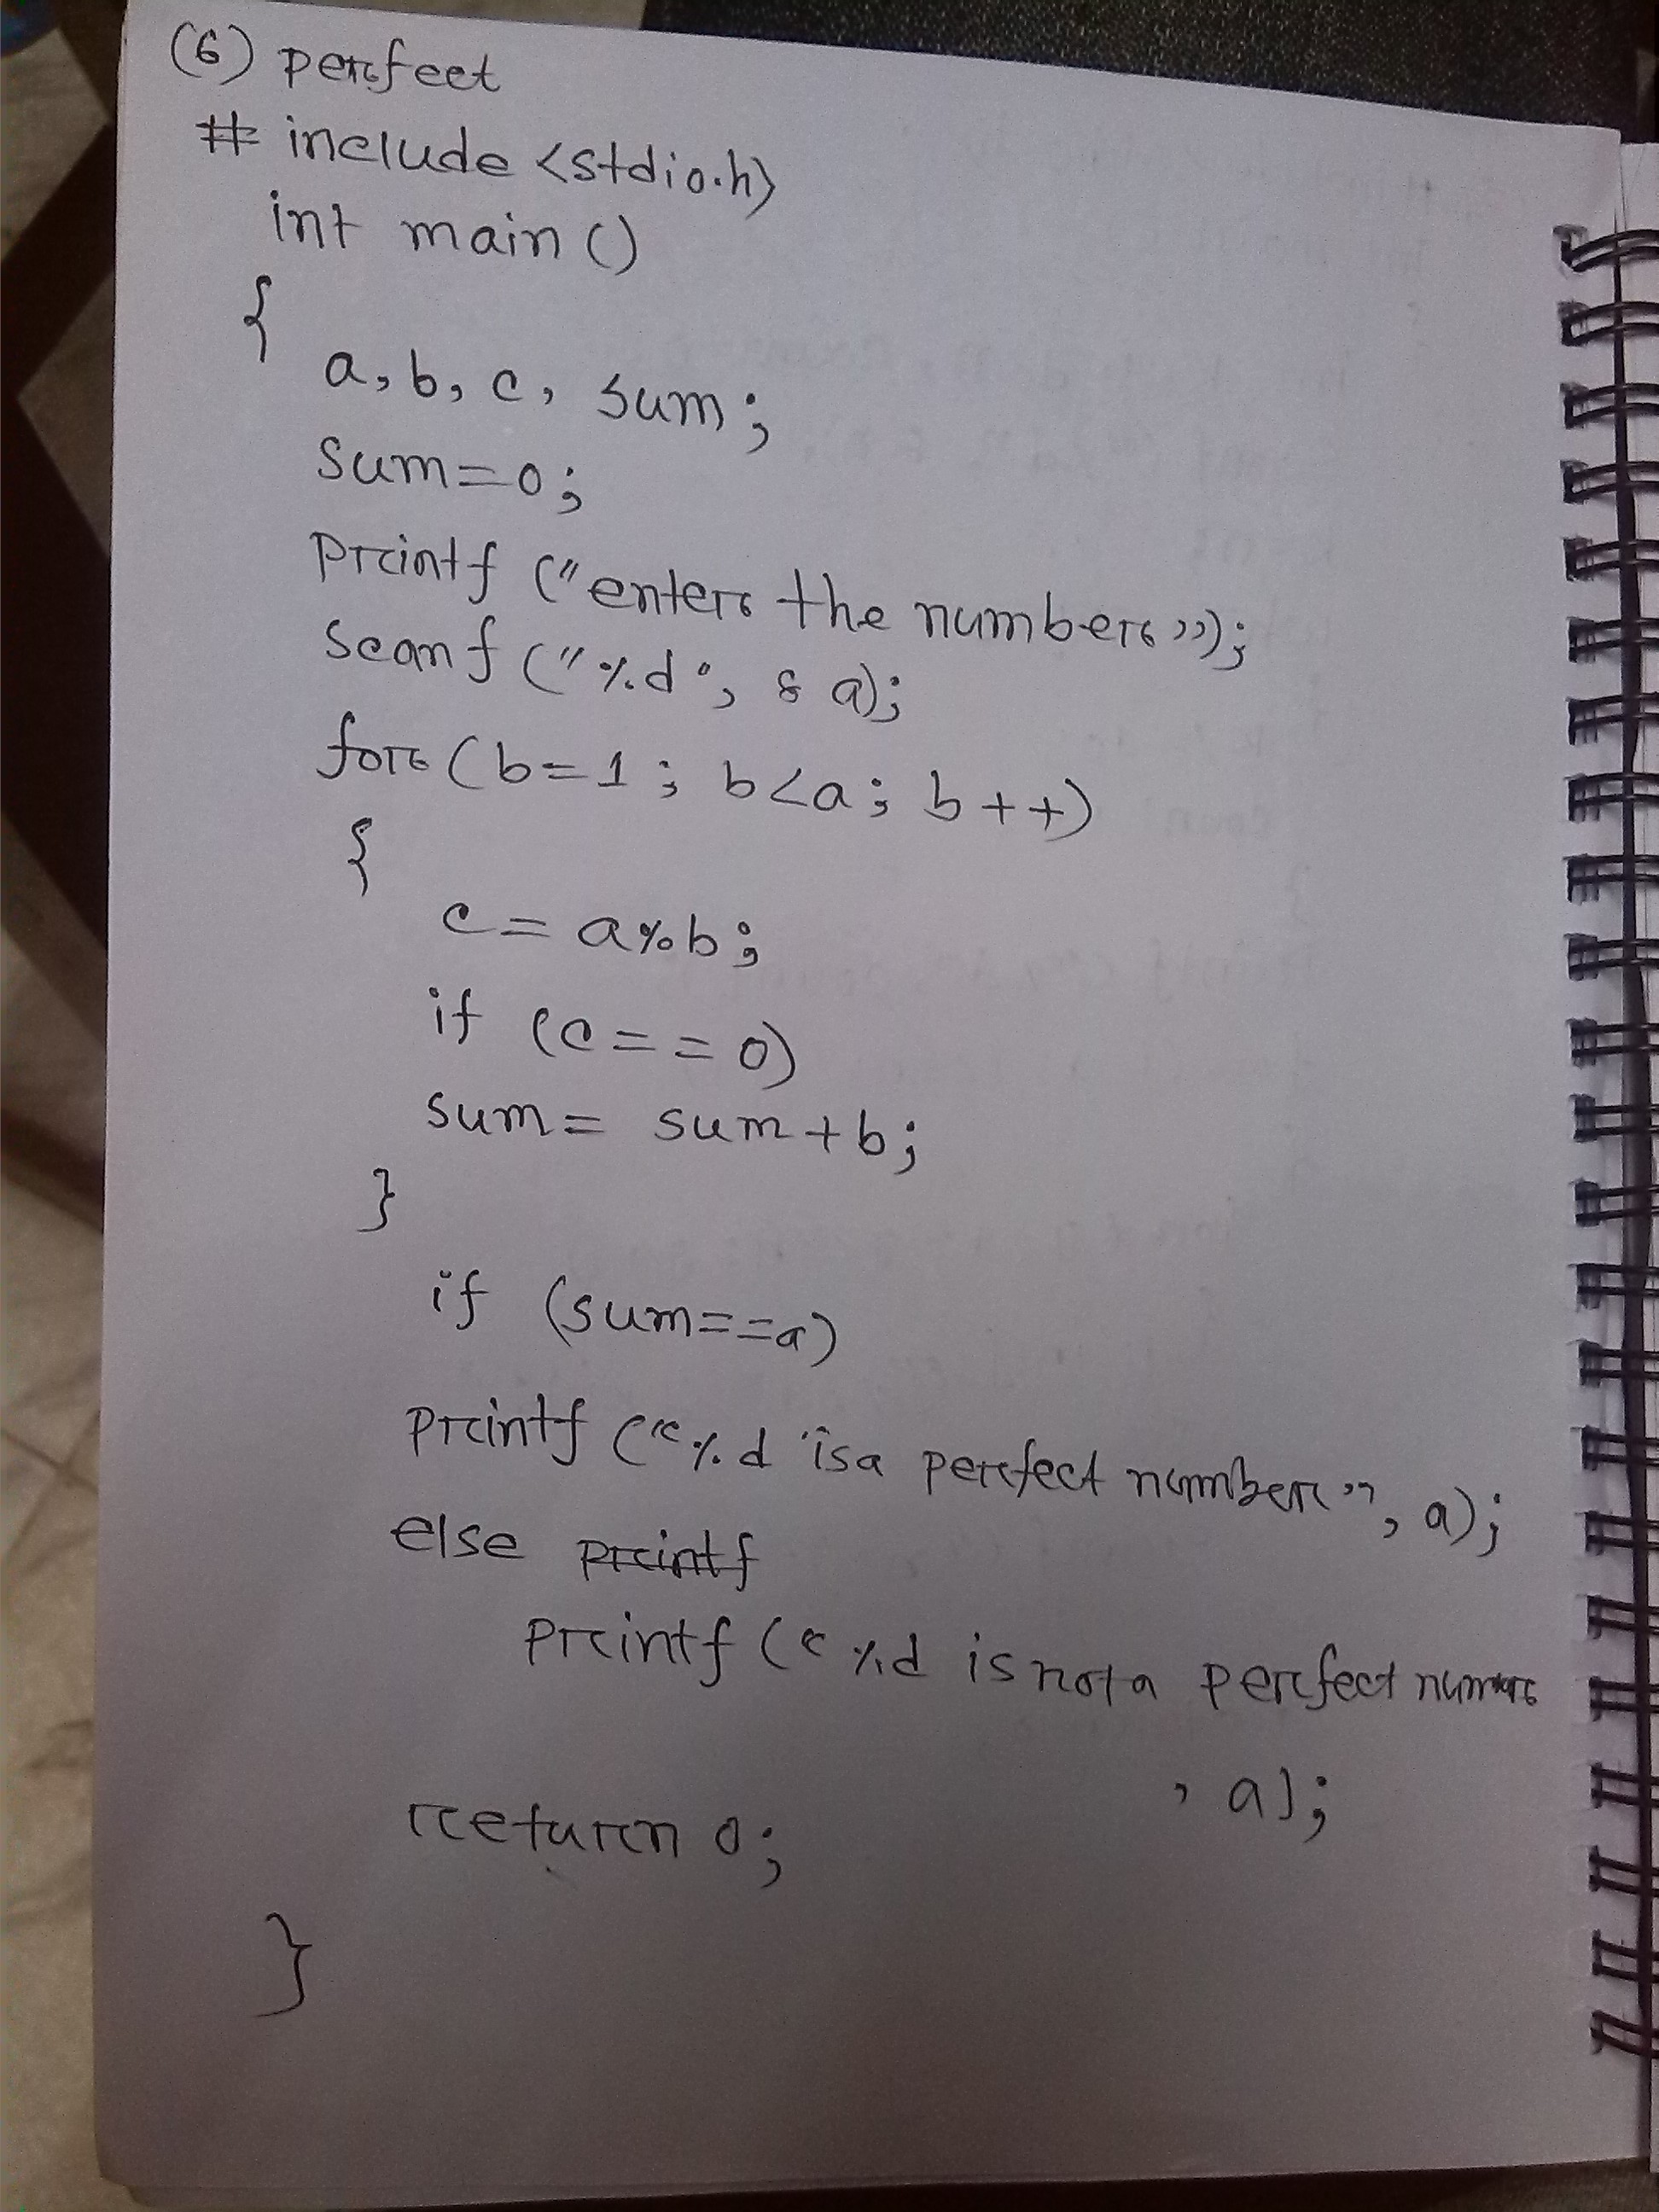 (6) perfect
# include <stdio.h>
int main ()
{
a, b, c, sum;
sum=0;
printf ("enter the number");
scanf ("%d", & a);
for (b=1; b<a; b++)
{
c = a%b;
if (c==0)
sum= sum+b;
}
if (sum==a)
printf ("%d is a perfect number", a);
else printf
printf (" %d is not a perfect number
, a);
return 0;
}